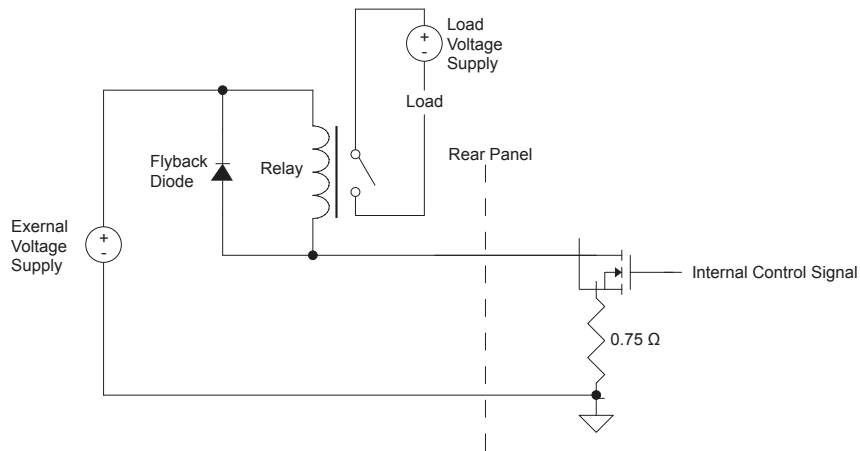 Load
Voltage
Supply
+
-
Load
Rear Panel
Flyback
Diode
Relay
Exernal
Voltage
Supply
+
-
Internal Control Signal
0.75 Ω